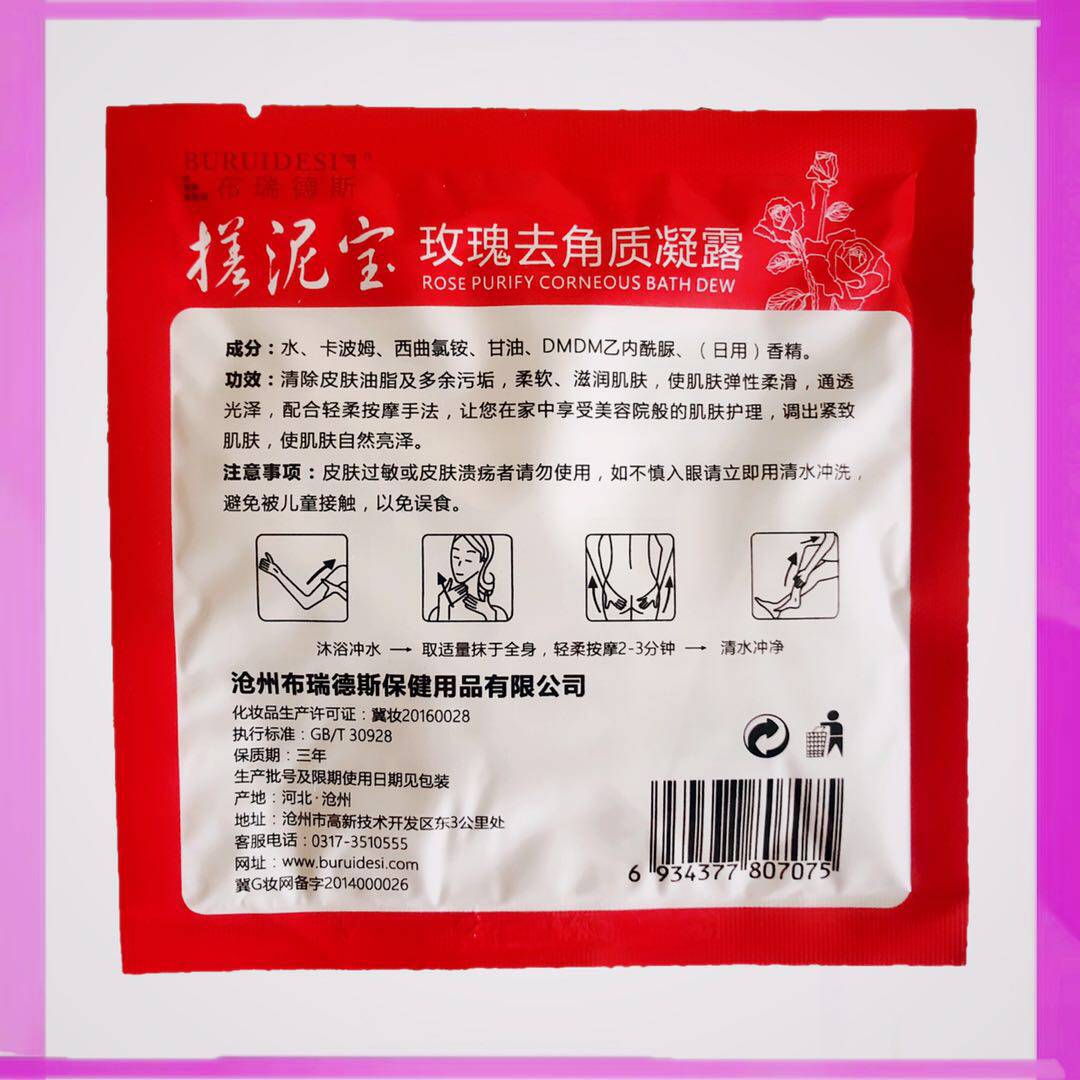 BURUIDESI
布瑞德斯
搓泥宝 玫瑰去角质凝露
ROSE PURIFY CORNEOUS BATH DEW
成分：水、卡波姆、西曲氯铵、甘油、DMDM乙内酰脲、（日用）香精。
功效：清除皮肤油脂及多余污垢，柔软、滋润肌肤，使肌肤弹性柔滑，通透
光泽，配合轻柔按摩手法，让您在家中享受美容院般的肌肤护理，调出紧致
肌肤，使肌肤自然亮泽。
注意事项：皮肤过敏或皮肤溃疡者请勿使用，如不慎入眼请立即用清水冲洗，
避免被儿童接触，以免误食。
沐浴冲水 → 取适量抹于全身，轻柔按摩2-3分钟 → 清水冲净
沧州布瑞德斯保健用品有限公司
化妆品生产许可证：冀妆20160028
执行标准：GB/T 30928
保质期：三年
生产批号及限期使用日期见包装
产地：河北·沧州
地址：沧州市高新技术开发区东3公里处
客服电话：0317-3510555
网址：www.buruidesi.com
冀G妆网备字2014000026
6 934377 807075